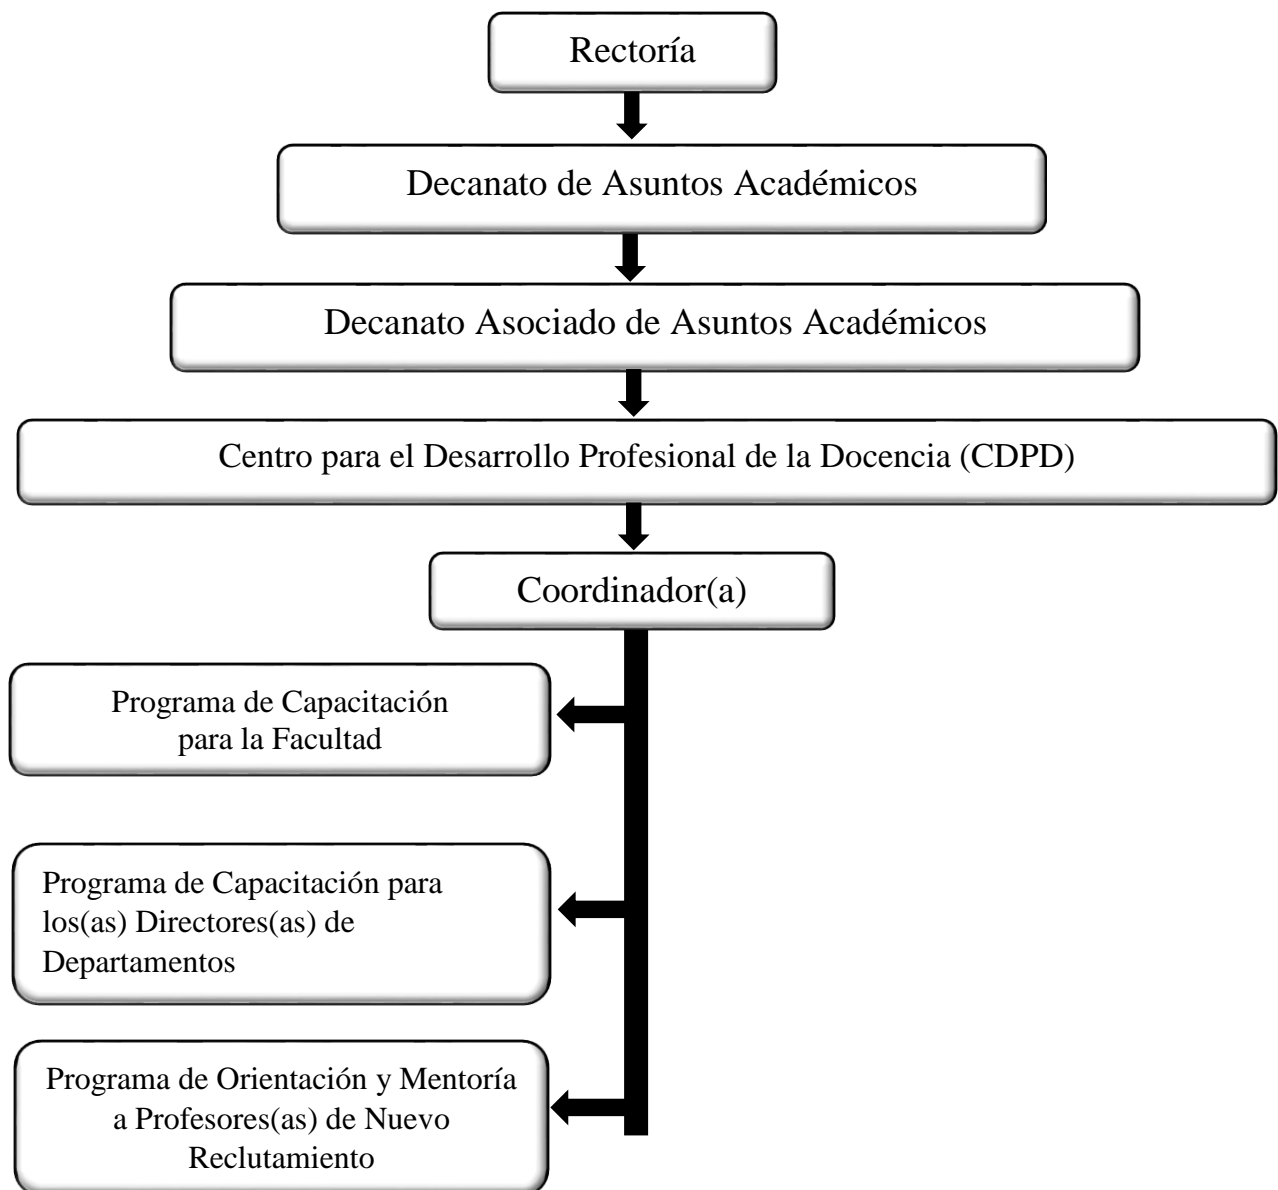 Rectoría
Decanato de Asuntos Académicos
Decanato Asociado de Asuntos Académicos
Centro para el Desarrollo Profesional de la Docencia (CDPD)
Coordinador(a)
Programa de Capacitación
para la Facultad
Programa de Capacitación para
los(as) Directores(as) de
Departamentos
Programa de Orientación y Mentoría
a Profesores(as) de Nuevo
Reclutamiento